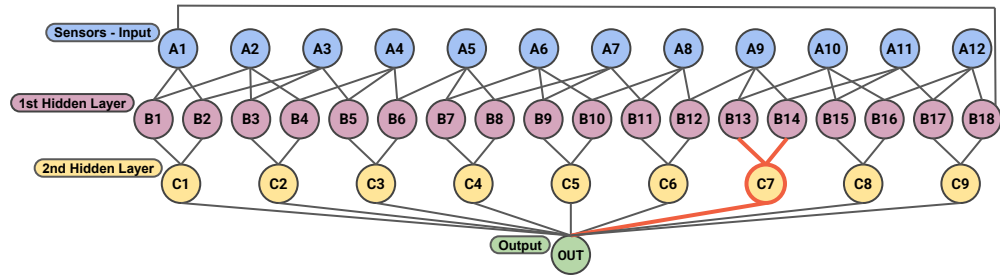 Sensors - Input
A1 A2 A3 A4 A5 A6 A7 A8 A9 A10 A11 A12
1st Hidden Layer
B1 B2 B3 B4 B5 B6 B7 B8 B9 B10 B11 B12 B13 B14 B15 B16 B17 B18
2nd Hidden Layer
C1 C2 C3 C4 C5 C6 C7 C8 C9
Output
OUT